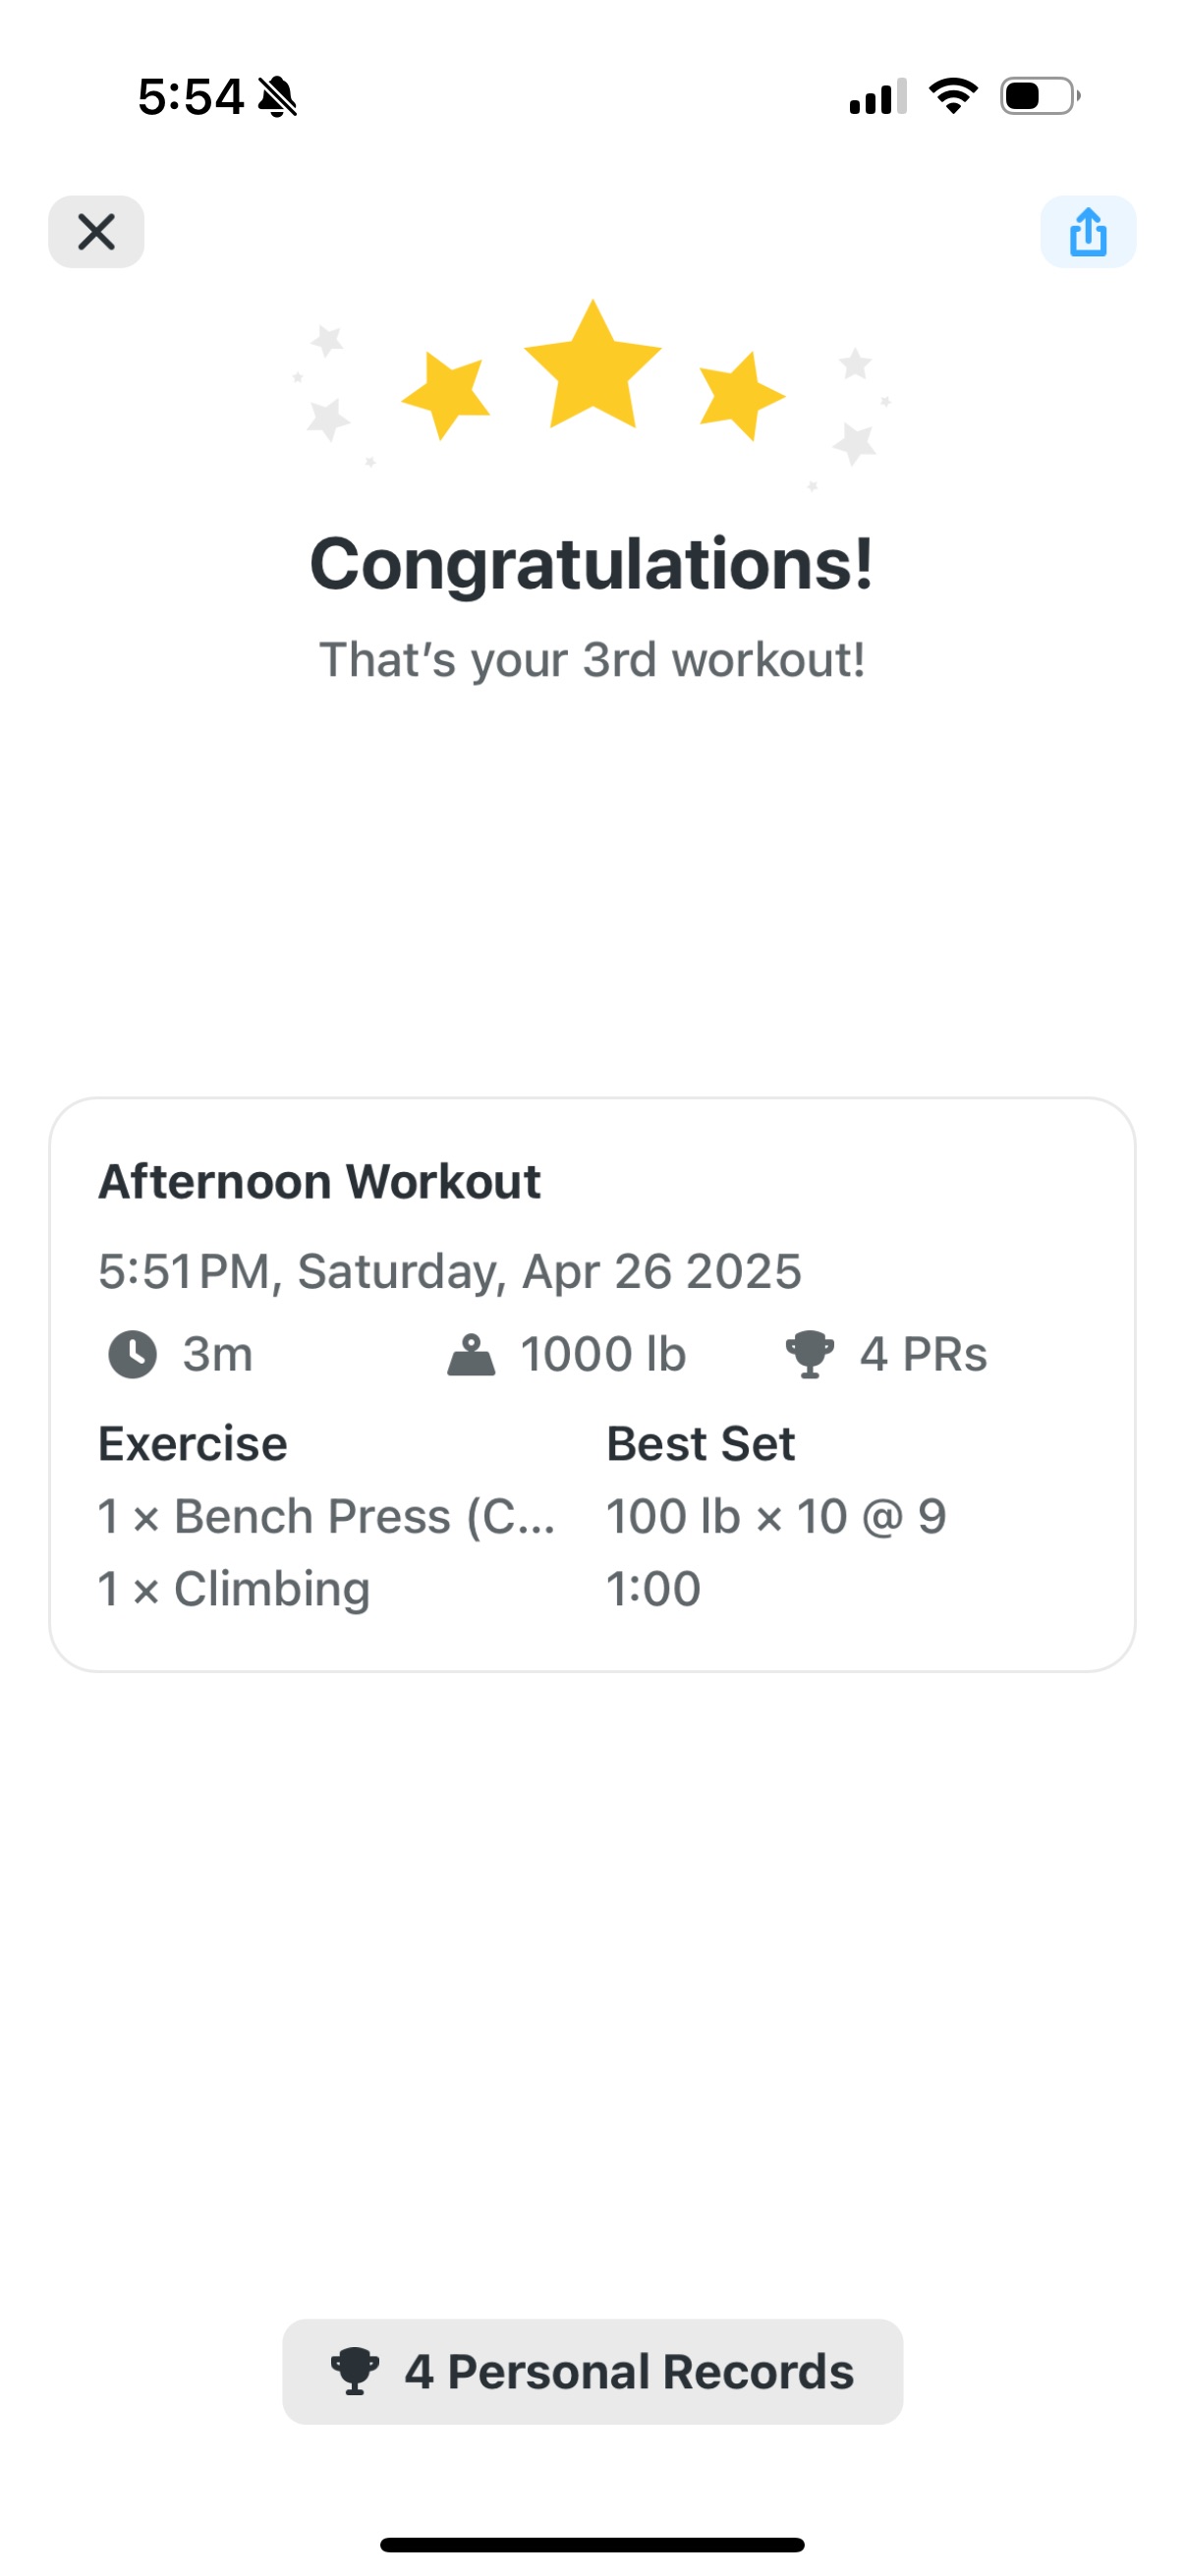 5:54
Congratulations!
That's your 3rd workout!
Afternoon Workout
5:51 PM, Saturday, Apr 26 2025
3m 1000 lb 4 PRs
Exercise Best Set
1 × Bench Press (C... 100 lb × 10 @ 9
1 × Climbing 1:00
4 Personal Records